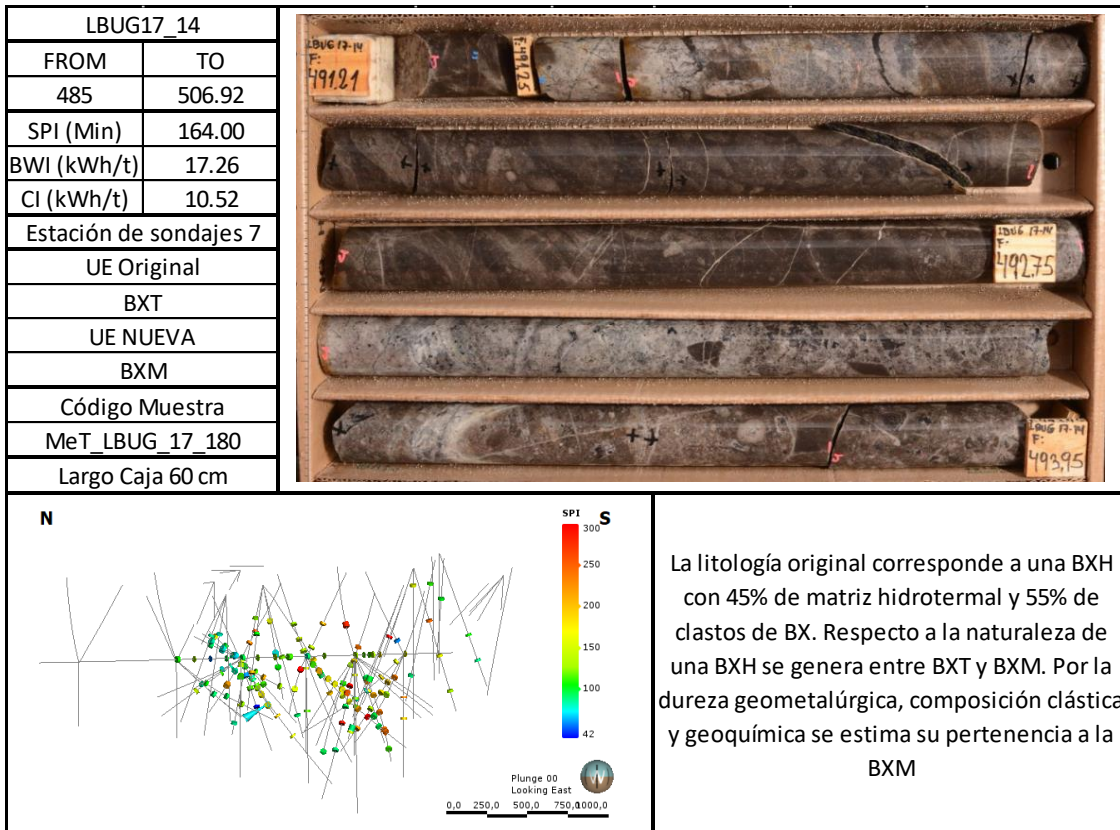 LBUG17_14
FROM TO
485 506.92
SPI (Min) 164.00
BWI (kWh/t) 17.26
CI (kWh/t) 10.52
Estación de sondajes 7
UE Original
BXT
UE NUEVA
BXM
Código Muestra
MeT_LBUG_17_180
Largo Caja 60 cm
LBUG 17-14
F:
491.21
F:
491.25
LBUG 17-14
F:
492.75
LBUG 17-14
F:
493,95
N
S
SPI
300
250
200
150
100
42
Plunge 00
Looking East
0,0 250,0 500,0 750,0 1000,0
La litología original corresponde a una BXH
con 45% de matriz hidrotermal y 55% de
clastos de BX. Respecto a la naturaleza de
una BXH se genera entre BXT y BXM. Por la
dureza geometalúrgica, composición clástica
y geoquímica se estima su pertenencia a la
BXM